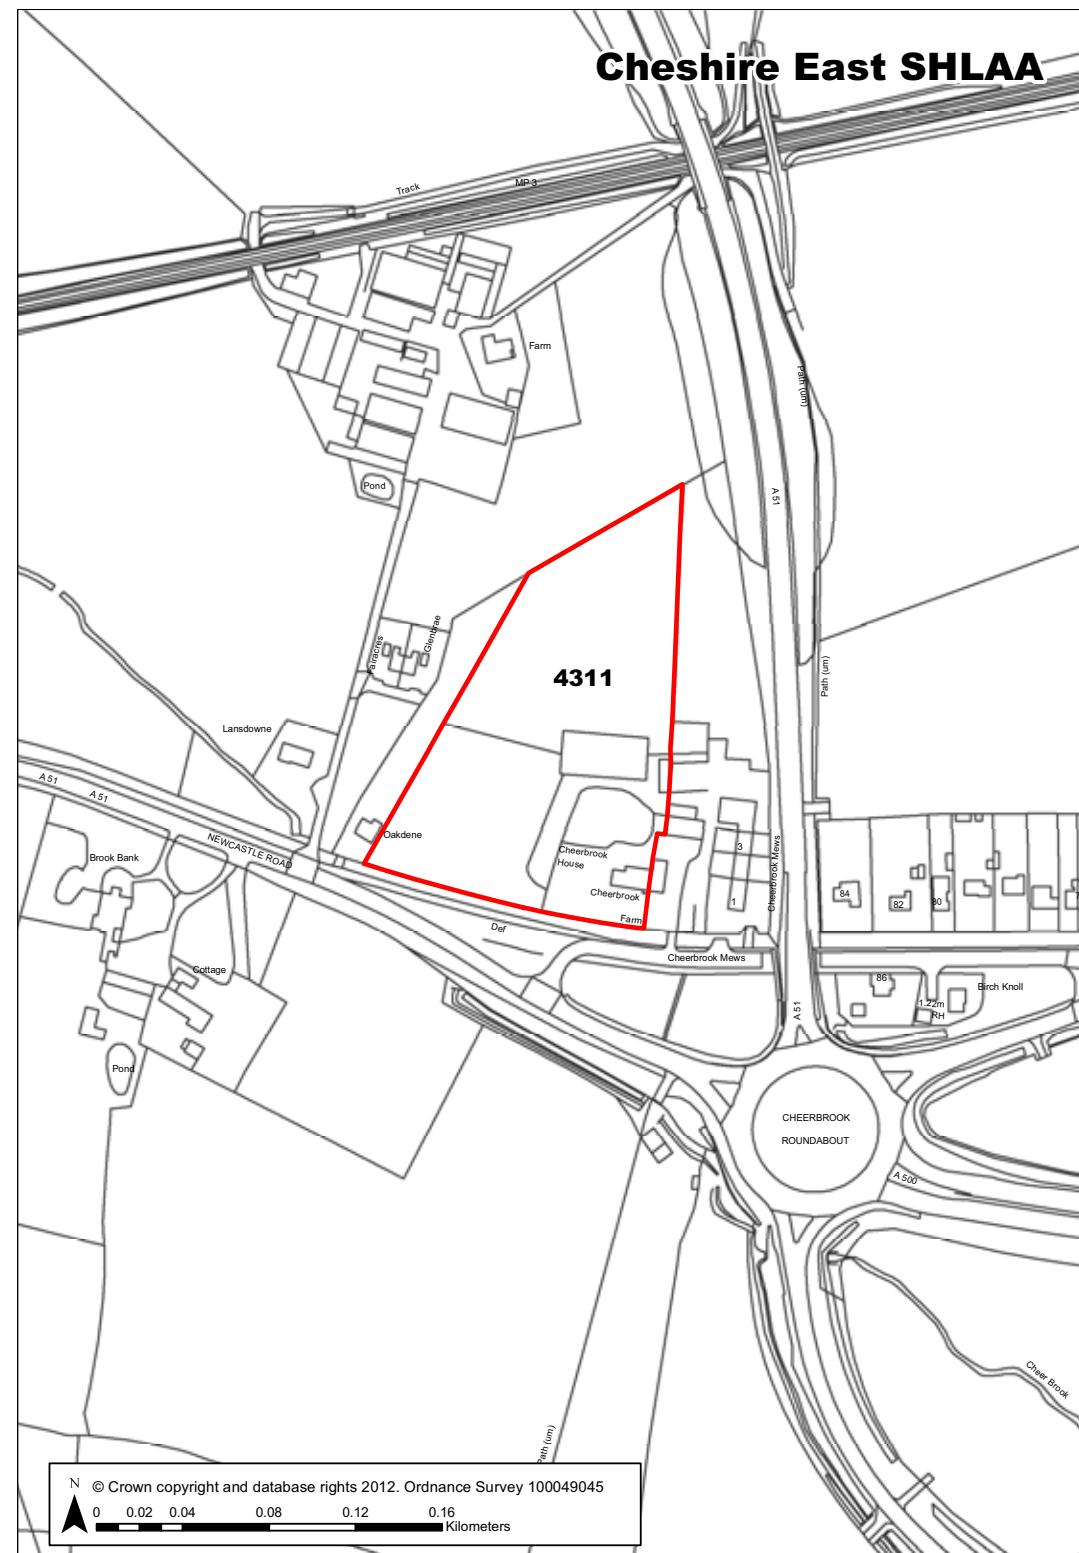 Cheshire East SHLAA
Track
MP 3
Farm
Path (um)
Pond
A 51
Glenbrae
Fairacres
4311
Path (um)
Lansdowne
A 51
A 51
NEWCASTLE ROAD
Oakdene
Brook Bank
Cheerbrook
House
3
Cheerbrook Mews
84
82
80
Cheerbrook
1
Farm
Def
Cheerbrook Mews
Cottage
86
Birch Knoll
1.22m
RH
A 51
Pond
CHEERBROOK
ROUNDABOUT
A 500
Cheer Brook
Path (um)
N
© Crown copyright and database rights 2012. Ordnance Survey 100049045
0 0.02 0.04 0.08 0.12 0.16
Kilometers